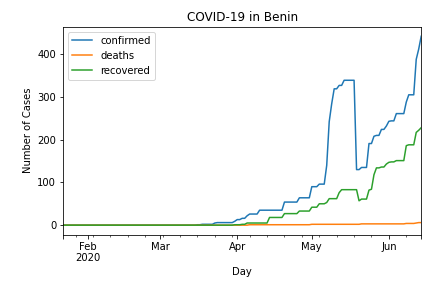 COVID-19 in Benin
confirmed
deaths
recovered
Number of Cases
400
300
200
100
0
Feb
2020
Mar
Apr
May
Jun
Day